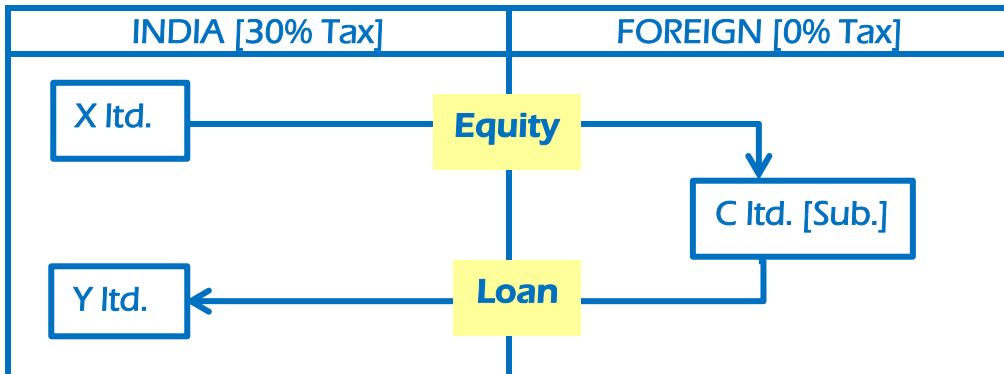 INDIA [30% Tax]
FOREIGN [0% Tax]
X ltd.
Equity
C ltd. [Sub.]
Y ltd.
Loan